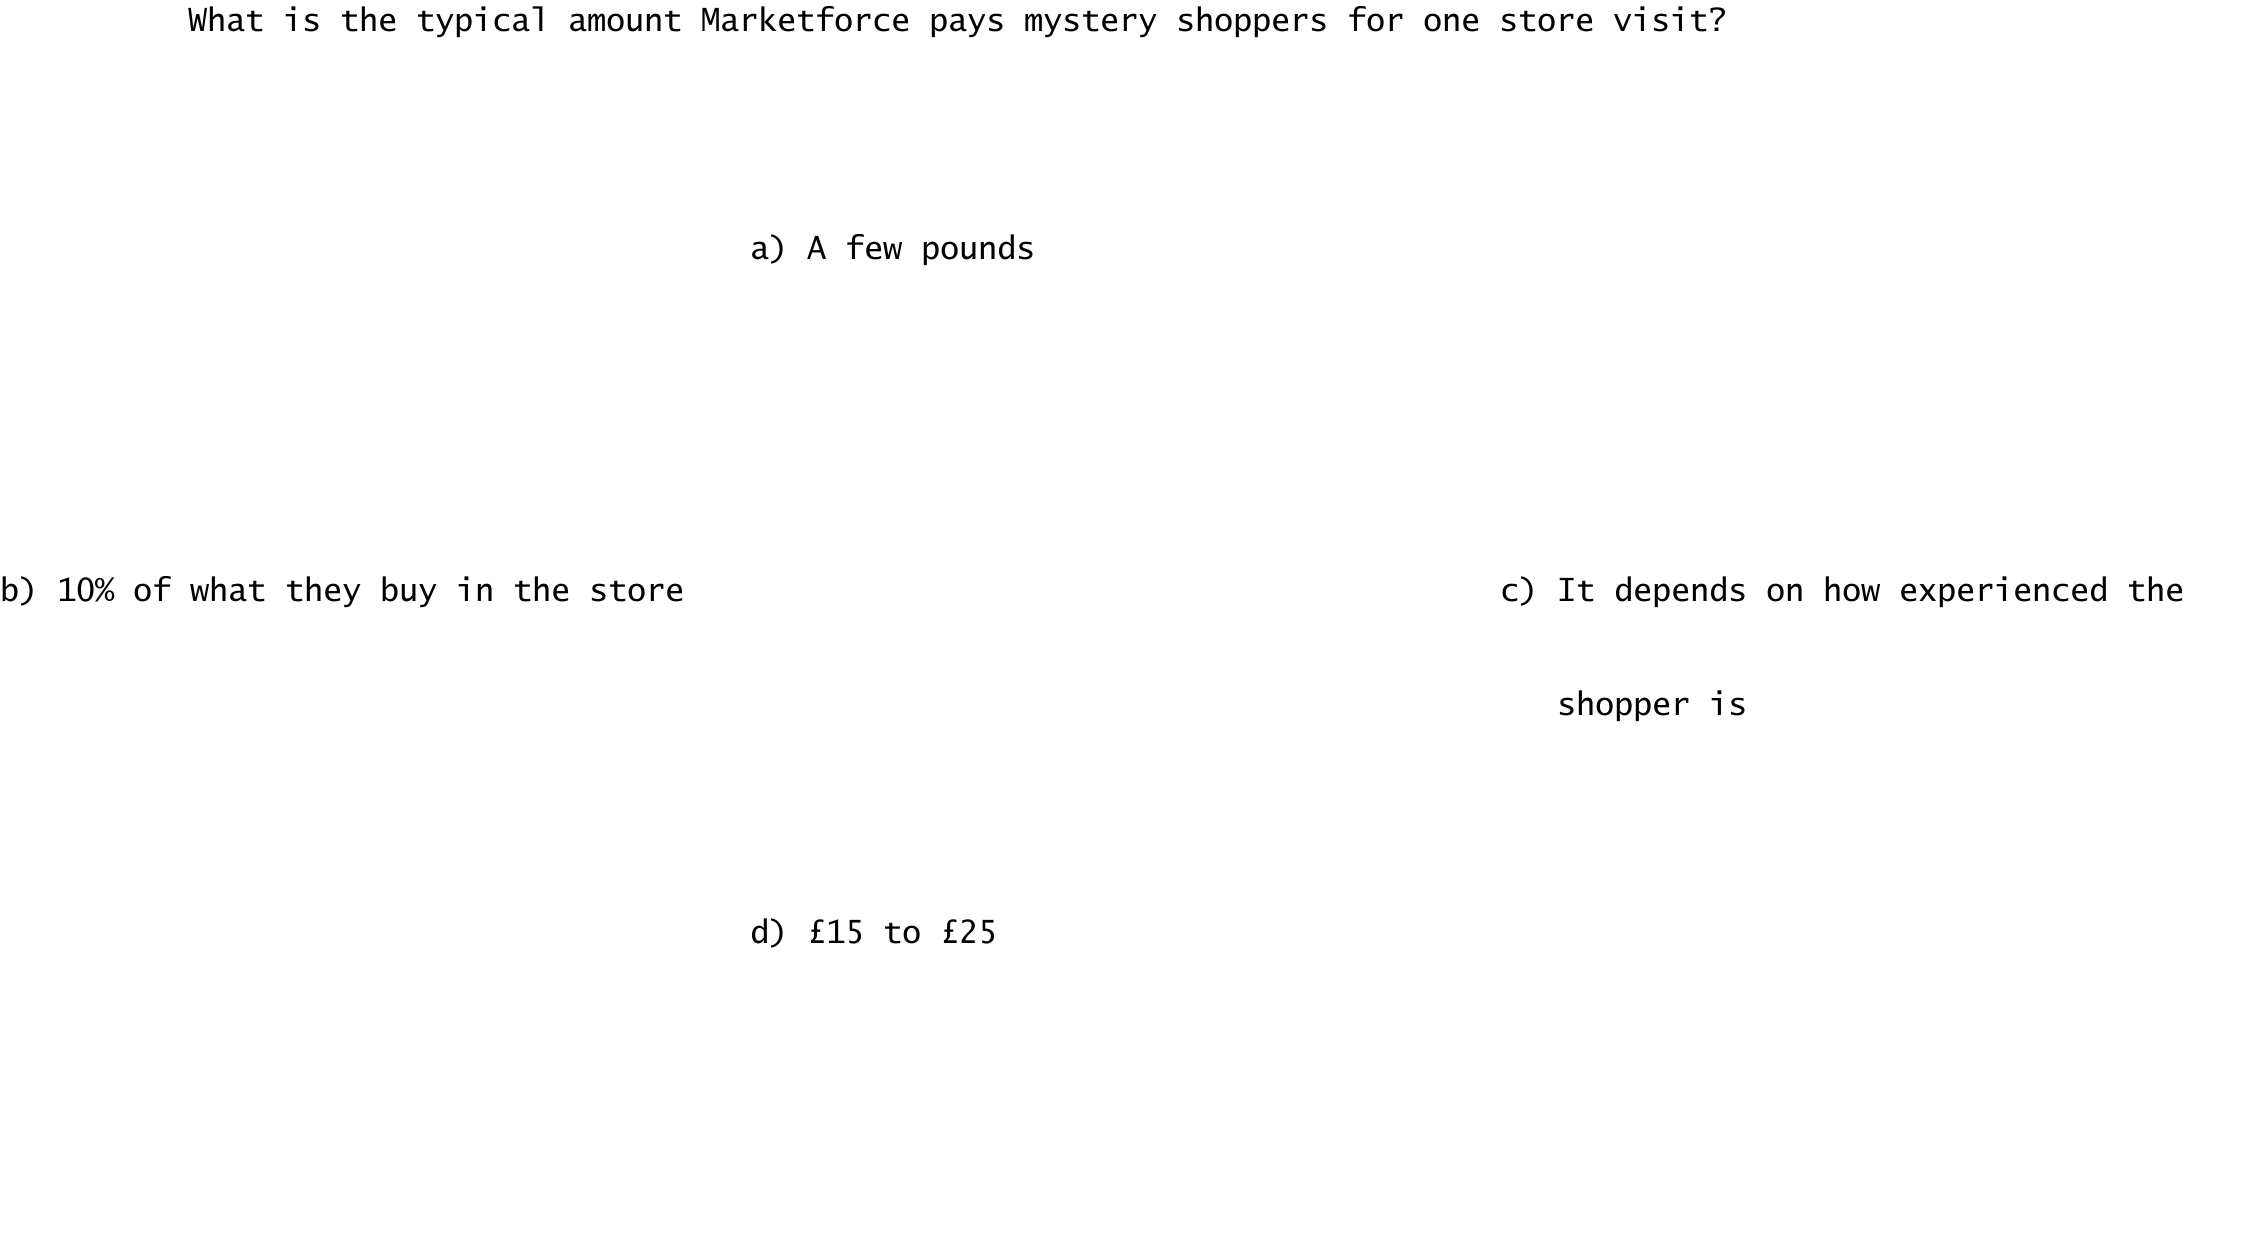 What is the typical amount Marketforce pays mystery shoppers for one store visit?
a) A few pounds
b) 10% of what they buy in the store
c) It depends on how experienced the
shopper is
d) £15 to £25